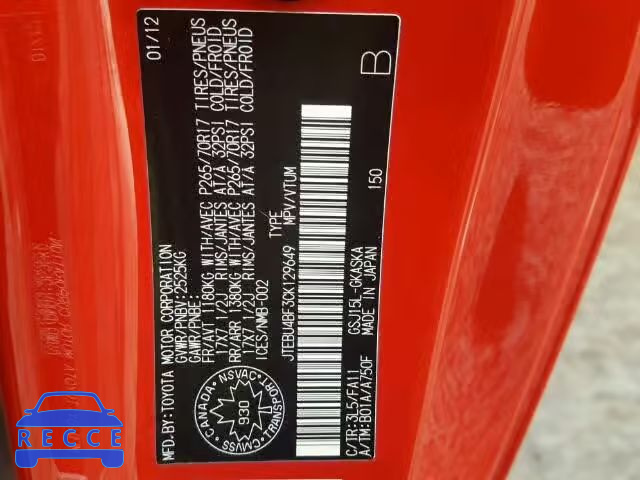 MFD.BY:TOYOTA MOTOR CORPORATION 01/12
GVWR/PNBV:2525KG
GAWR/PNBE:
FR/AVT 1180KG WITH/AVEC P265/70R17 TIRES/PNEUS
17X7 1/2J RIMS/JANTES AT/A 32PSI COLD/FROID
RR/ARR 1380KG WITH/AVEC P265/70R17 TIRES/PNEUS
17X7 1/2J RIMS/JANTES AT/A 32PSI COLD/FROID
ICES/NMB-002
CANADA
NSVAC
930
CMVSS
TRANSPORT
JTEBU4BF3CK129649
TYPE
MPV/VTUM
C/TR:3L5/FA11
A/TM:B01A/A750F
GSJ15L-GKASKA
MADE IN JAPAN
150
B